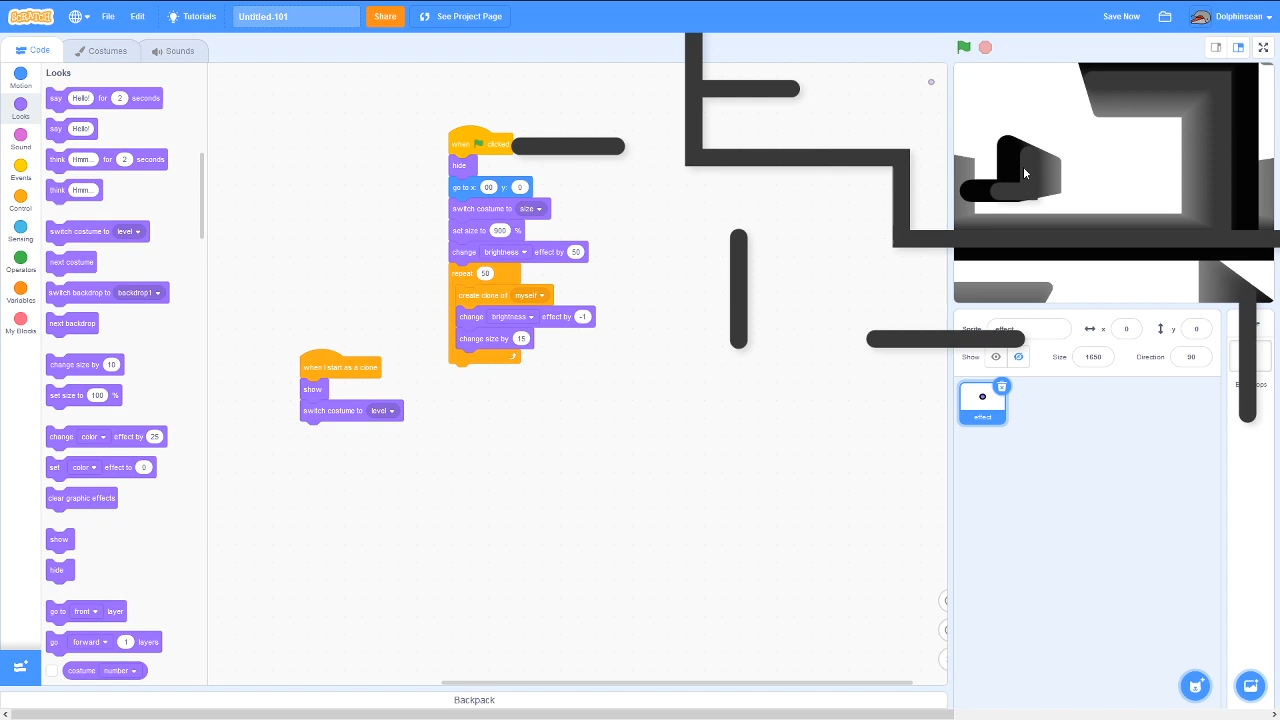 SCRATCH File Edit Tutorials Untitled-101 Share See Project Page Save Now Dolphinsean
Code Costumes Sounds
Motion
Looks
Sound
Events
Control
Sensing
Operators
Variables
My Blocks
Looks
say Hello! for 2 seconds
say Hello!
think Hmm... for 2 seconds
think Hmm...
switch costume to level
next costume
switch backdrop to backdrop1
next backdrop
change size by 10
set size to 100 %
change color effect by 25
set color effect to 0
clear graphic effects
show
hide
go to front layer
go forward 1 layers
costume number
when clicked
hide
go to x: 00 y: 0
switch costume to size
set size to 900 %
change brightness effect by 50
repeat 50
create clone of myself
change brightness effect by -1
change size by 15
when I start as a clone
show
switch costume to level
Sprite effect x 0 y 0
Show Size 1650 Direction 90
effect
Backpack